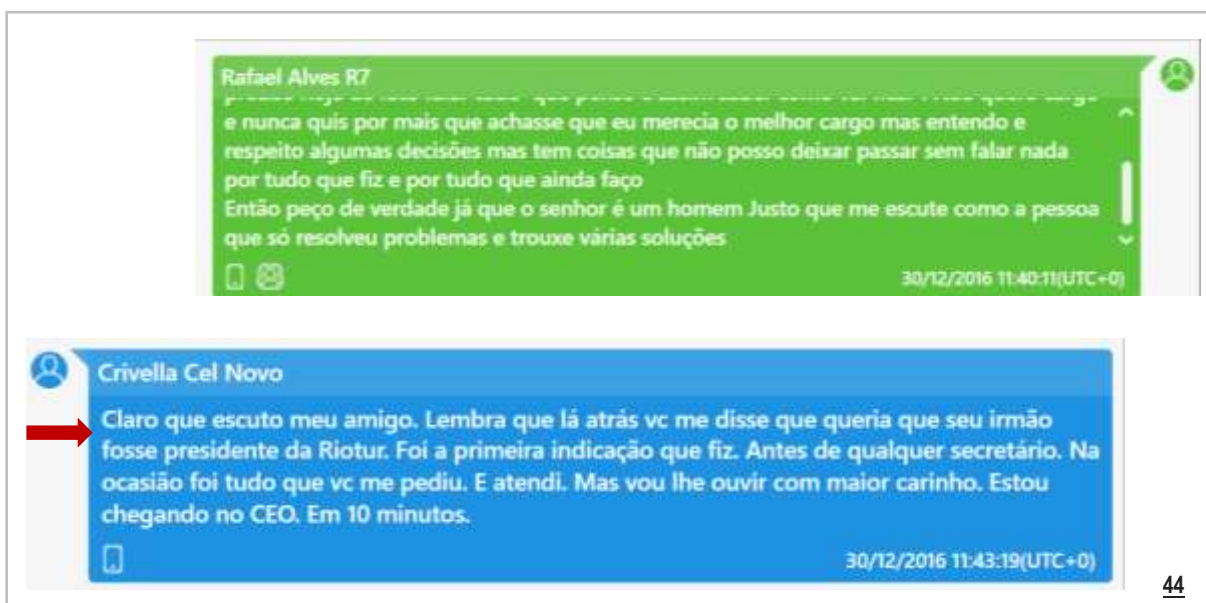 Rafael Alves R7
e nunca quis por mais que achasse que eu merecia o melhor cargo mas entendo e
respeito algumas decisões mas tem coisas que não posso deixar passar sem falar nada
por tudo que fiz e por tudo que ainda faço
Então peço de verdade já que o senhor é um homem Justo que me escute como a pessoa
que só resolveu problemas e trouxe várias soluções
30/12/2016 11:40:11(UTC+0)
Crivella Cel Novo
Claro que escuto meu amigo. Lembra que lá atrás vc me disse que queria que seu irmão
fosse presidente da Riotur. Foi a primeira indicação que fiz. Antes de qualquer secretário. Na
ocasião foi tudo que vc me pediu. E atendi. Mas vou lhe ouvir com maior carinho. Estou
chegando no CEO. Em 10 minutos.
30/12/2016 11:43:19(UTC+0)
44